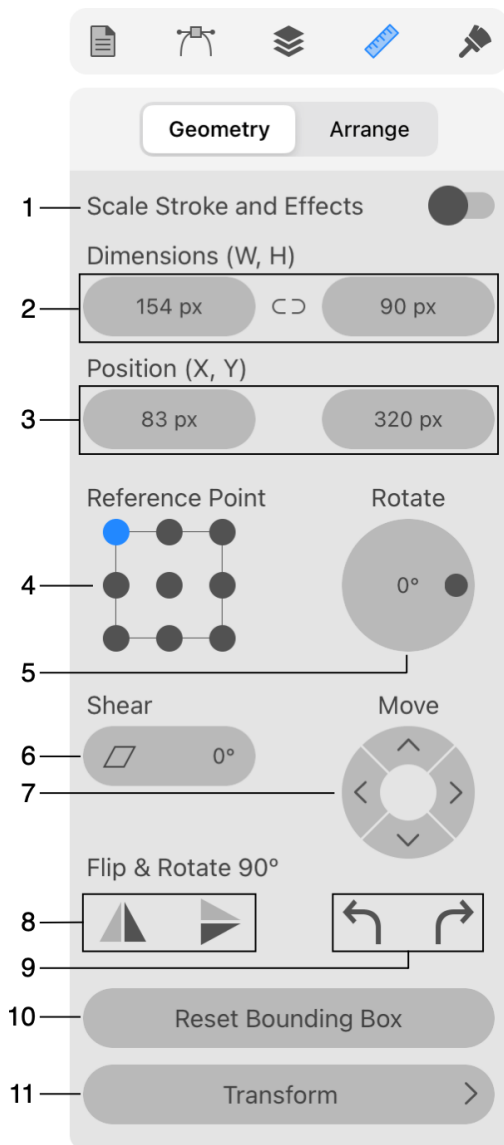 Geometry Arrange
1 Scale Stroke and Effects
Dimensions (W, H)
2 154 px 90 px
Position (X, Y)
3 83 px 320 px
Reference Point Rotate
4 0°
5
Shear Move
6 0°
7
Flip & Rotate 90°
8
9
10 Reset Bounding Box
11 Transform